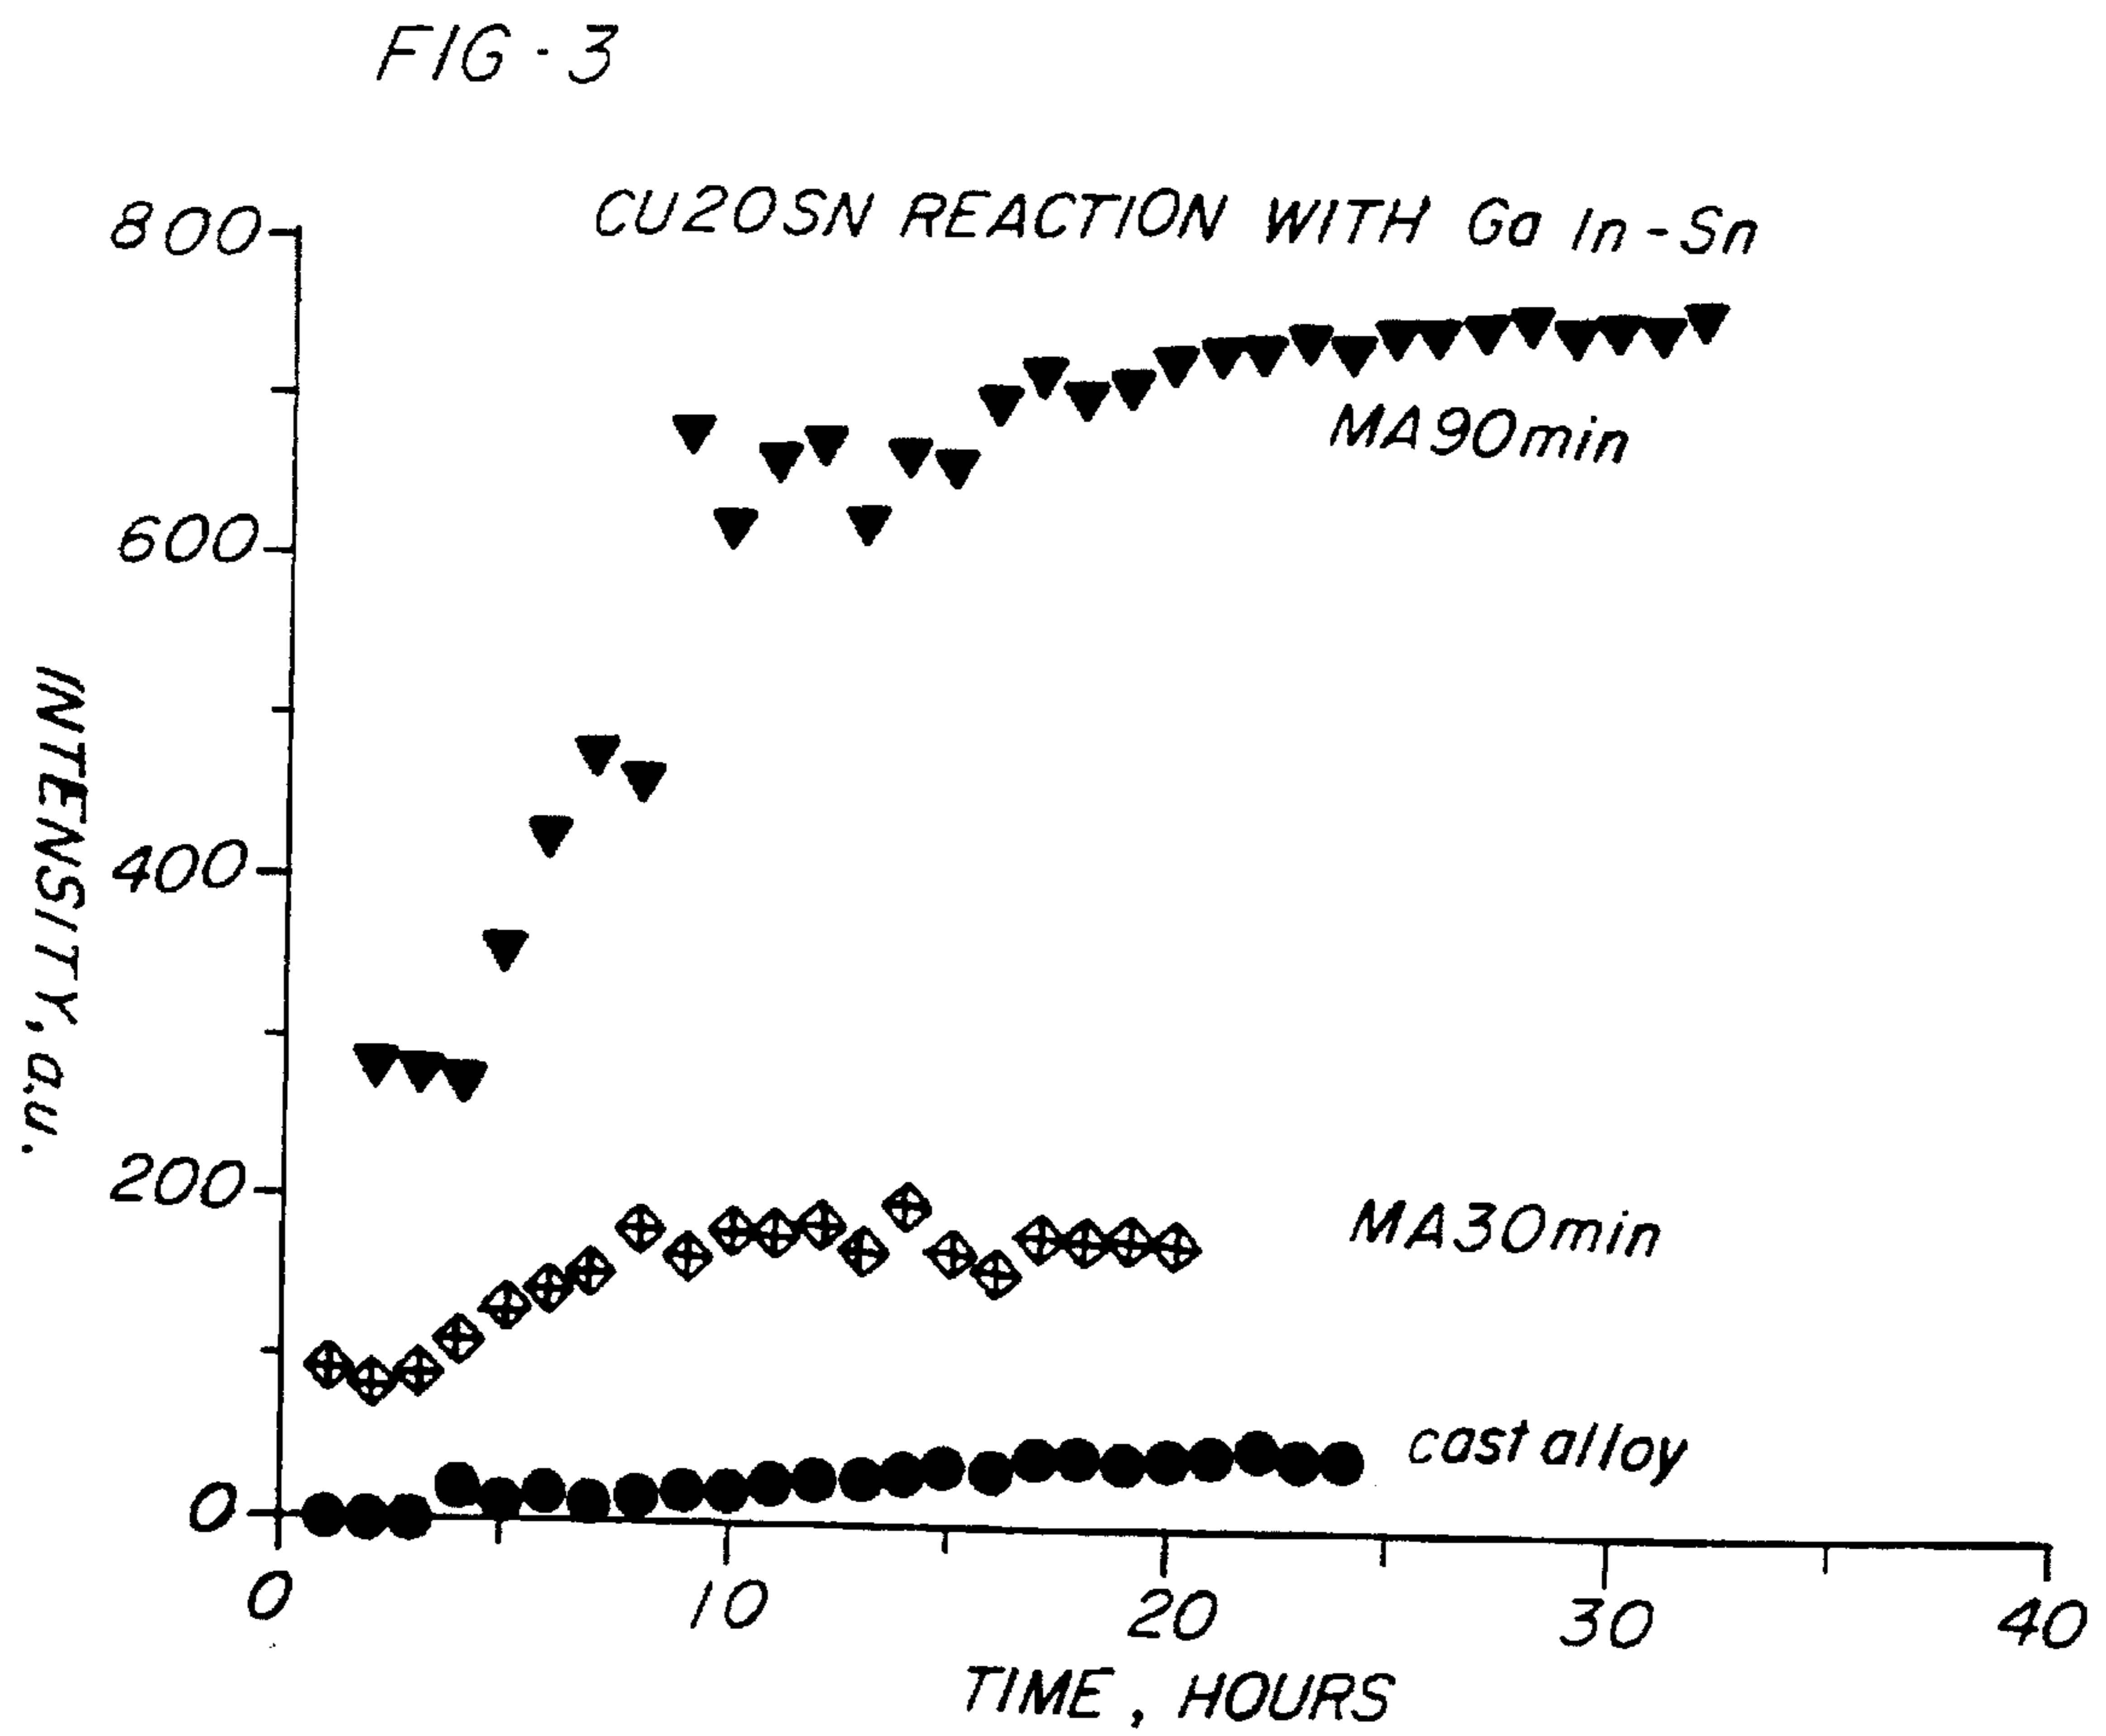 FIG-3
CU20SN REACTION WITH Ga In-Sn
800
600
400
200
0
INTENSITY, a.u.
MA90min
MA30min
cast alloy
0 10 20 30 40
TIME, HOURS